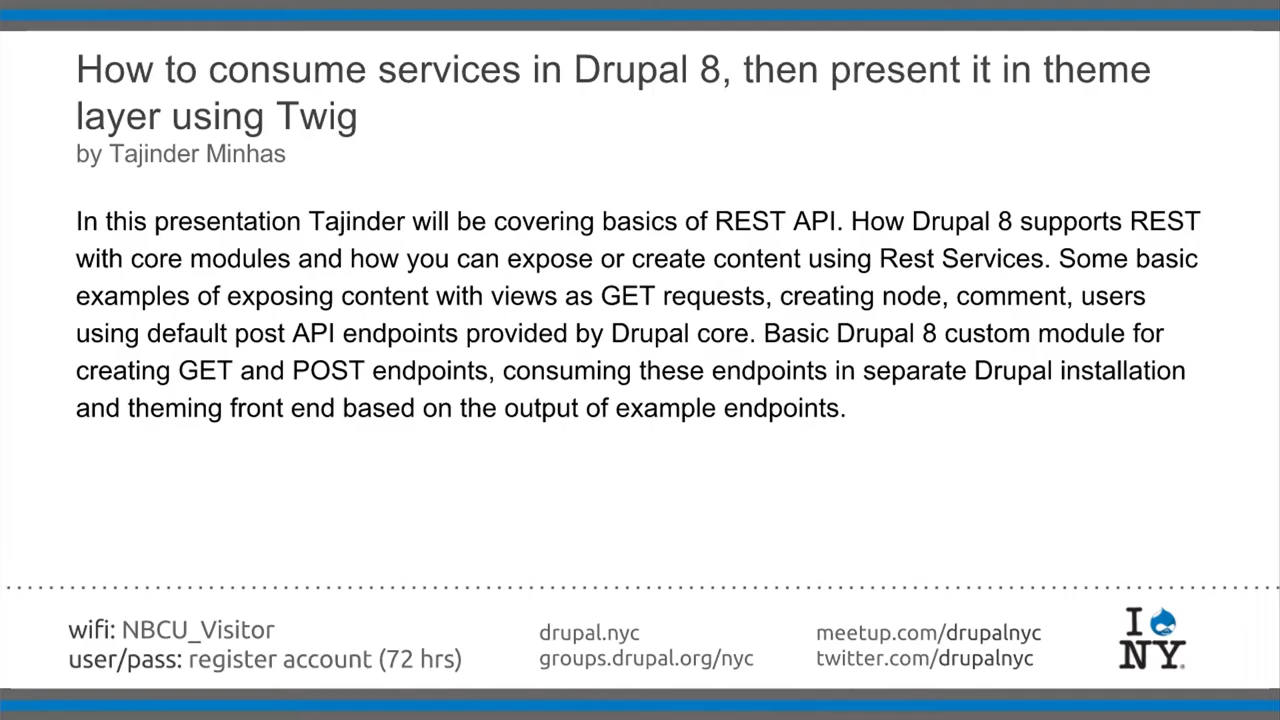 How to consume services in Drupal 8, then present it in theme
layer using Twig
by Tajinder Minhas
In this presentation Tajinder will be covering basics of REST API. How Drupal 8 supports REST
with core modules and how you can expose or create content using Rest Services. Some basic
examples of exposing content with views as GET requests, creating node, comment, users
using default post API endpoints provided by Drupal core. Basic Drupal 8 custom module for
creating GET and POST endpoints, consuming these endpoints in separate Drupal installation
and theming front end based on the output of example endpoints.
wifi: NBCU_Visitor
user/pass: register account (72 hrs)
drupal.nyc
groups.drupal.org/nyc
meetup.com/drupalnyc
twitter.com/drupalnyc
I
NY.